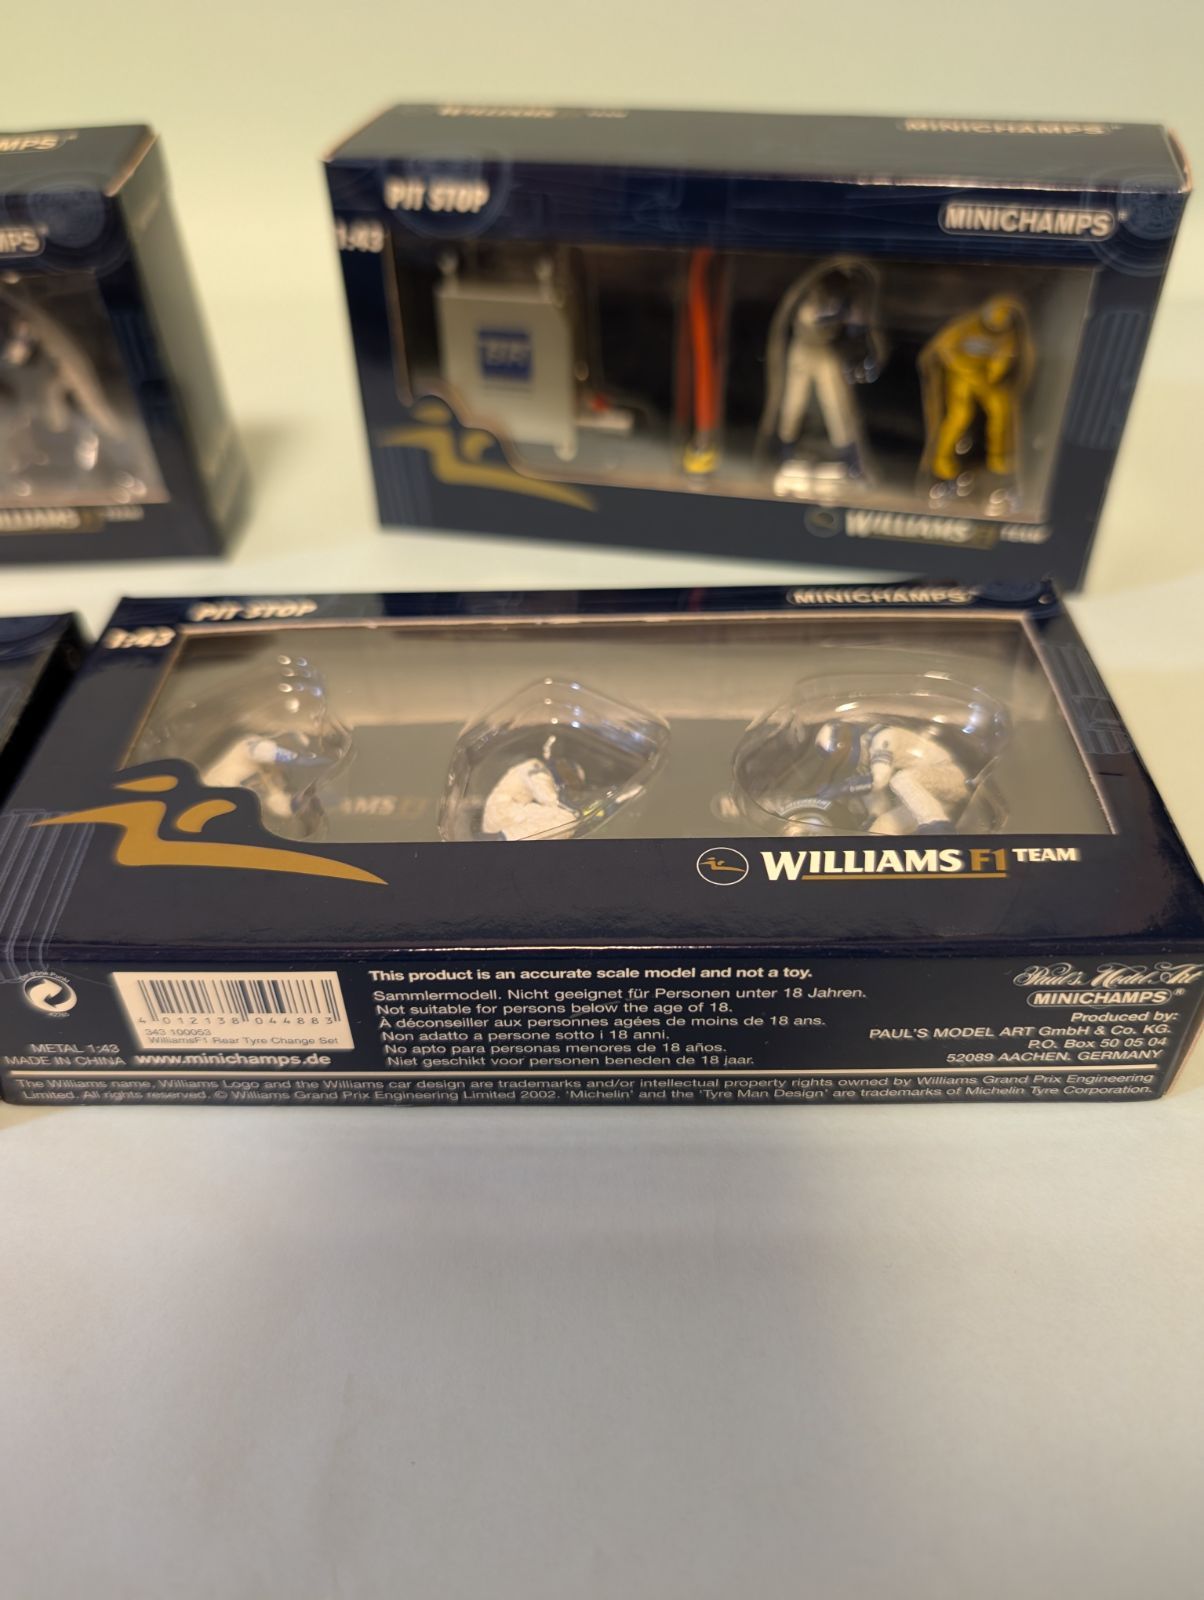 MPS
MPS
WILLIAMS
MINICHAMPS
PIT STOP
1:43
MINICHAMPS
WILLIAMS F1 TEAM
PIT STOP
MINICHAMPS
1:43
WILLIAMS F1 TEAM
4 012138 044883
343 100053
WilliamsF1 Rear Tyre Change Set
METAL 1:43
MADE IN CHINA www.minichamps.de
This product is an accurate scale model and not a toy.
Sammlermodell. Nicht geeignet für Personen unter 18 Jahren.
Not suitable for persons below the age of 18.
À déconseiller aux personnes agées de moins de 18 ans.
Non adatto a persone sotto i 18 anni.
No apto para personas menores de 18 años.
Niet geschikt voor personen beneden de 18 jaar.
Paul's Model Art
MINICHAMPS®
Produced by:
PAUL'S MODEL ART GmbH & Co. KG.
P.O. Box 50 05 04
52089 AACHEN. GERMANY
The Williams name, Williams Logo and the Williams car design are trademarks and/or intellectual property rights owned by Williams Grand Prix Engineering
Limited. All rights reserved. © Williams Grand Prix Engineering Limited 2002. 'Michelin' and the 'Tyre Man Design' are trademarks of Michelin Tyre Corporation.